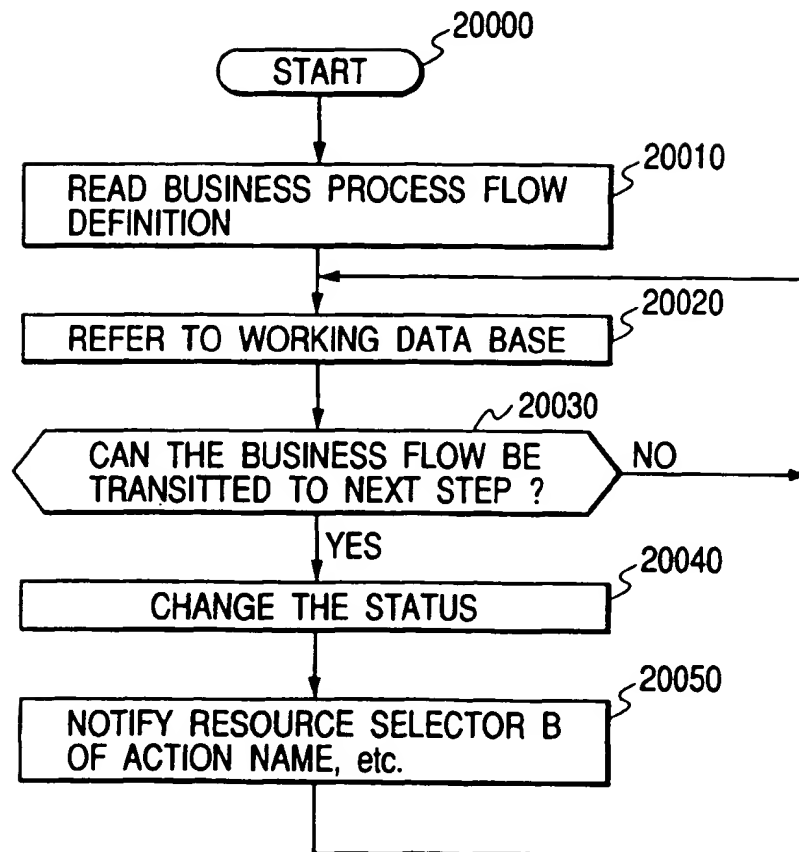 20000
START
20010
READ BUSINESS PROCESS FLOW
DEFINITION
20020
REFER TO WORKING DATA BASE
20030
CAN THE BUSINESS FLOW BE
TRANSITTED TO NEXT STEP ?
NO
YES
20040
CHANGE THE STATUS
20050
NOTIFY RESOURCE SELECTOR B
OF ACTION NAME, etc.